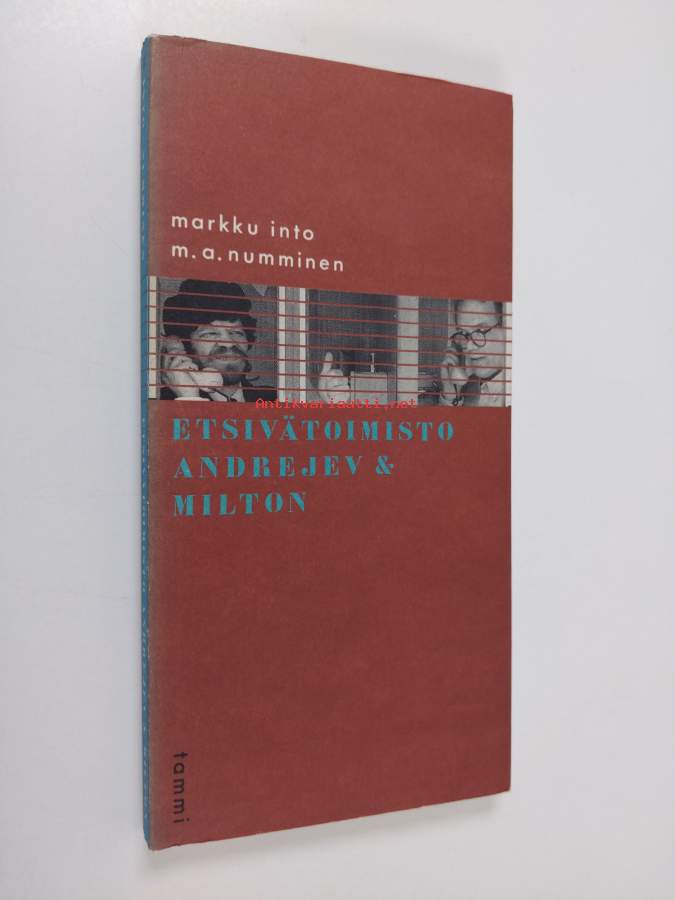 markku into
m.a.numminen
Antikvariaatti.net
ETSIVÄTOIMISTO
ANDREJEV &
MILTON
tammi